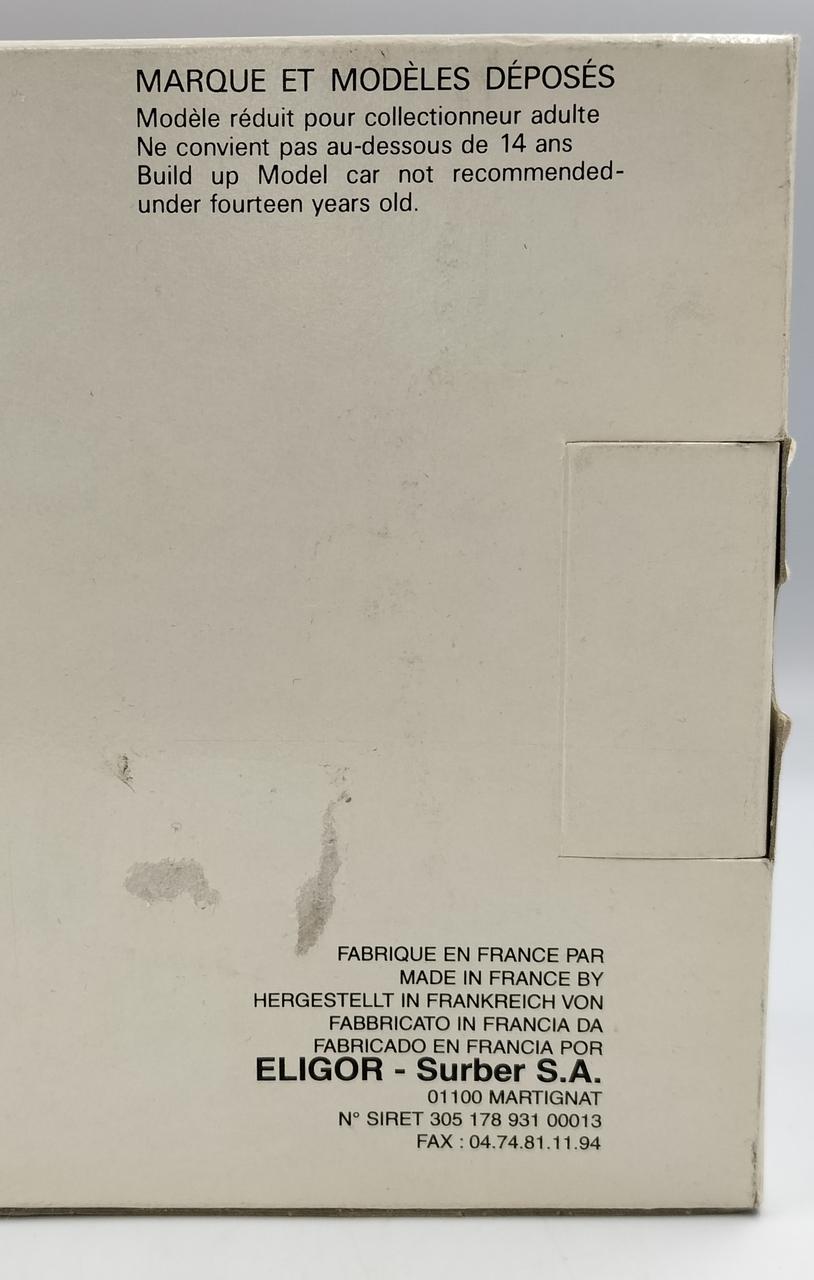 MARQUE ET MODÈLES DÉPOSÉS
Modèle réduit pour collectionneur adulte
Ne convient pas au-dessous de 14 ans
Build up Model car not recommended-
under fourteen years old.
FABRIQUE EN FRANCE PAR
MADE IN FRANCE BY
HERGESTELLT IN FRANKREICH VON
FABBRICATO IN FRANCIA DA
FABRICADO EN FRANCIA POR
ELIGOR - Surber S.A.
01100 MARTIGNAT
N° SIRET 305 178 931 00013
FAX : 04.74.81.11.94